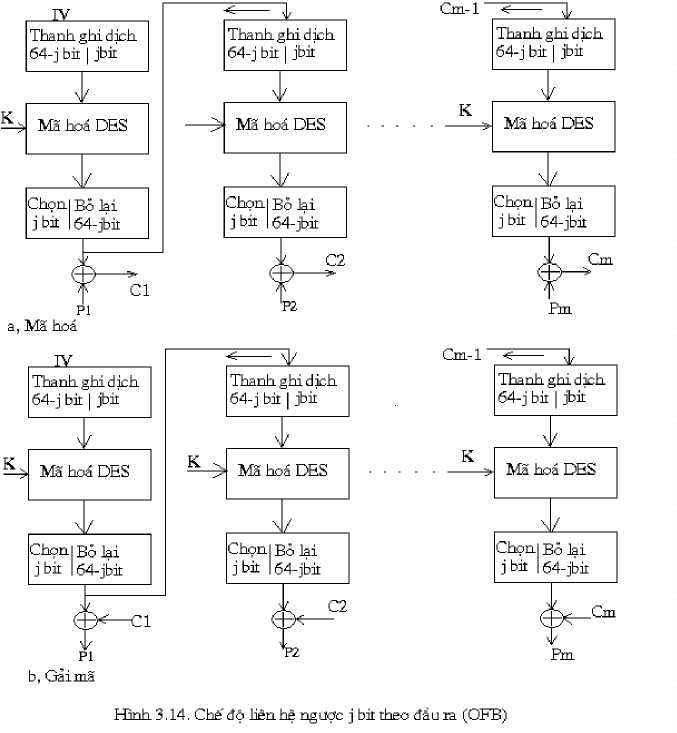 IV
Cm-1
Thanh ghi dịch
64-j bit | jbit
Thanh ghi dịch
64-j bit | jbit
Thanh ghi dịch
64-j bit | jbit
K
Mã hoá DES
Mã hoá DES
K
Mã hoá DES
Chọn | Bỏ lại
j bit | 64-jbit
Chọn | Bỏ lại
j bit | 64-jbit
Chọn | Bỏ lại
j bit | 64-jbit
C1
C2
Cm
P1
P2
Pm
a, Mã hoá
IV
Cm-1
Thanh ghi dịch
64-j bit | jbit
Thanh ghi dịch
64-j bit | jbit
Thanh ghi dịch
64-j bit | jbit
K
Mã hoá DES
K
Mã hoá DES
K
Mã hoá DES
Chọn | Bỏ lại
j bit | 64-jbit
Chọn | Bỏ lại
j bit | 64-jbit
Chọn | Bỏ lại
j bit | 64-jbit
C1
C2
Cm
P1
P2
Pm
b, Gải mã
Hình 3.14. Chế độ liên hệ ngược j bit theo đầu ra (OFB)